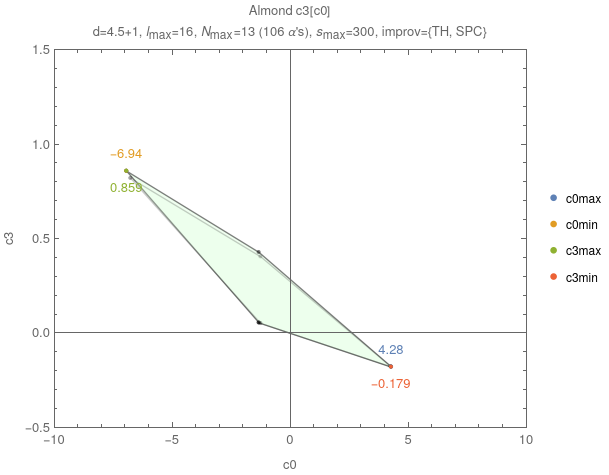 Almond c3[c0]
d=4.5+1, lmax=16, Nmax=13 (106 α's), smax=300, improv={TH, SPC}
1.5
1.0
0.5
0.0
−0.5
c3
−6.94
0.859
4.28
−0.179
−10
−5
0
5
10
c0
c0max
c0min
c3max
c3min